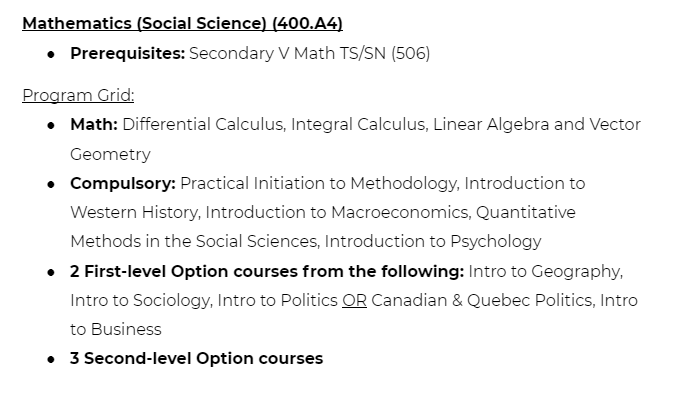 Mathematics (Social Science) (400.A4)
● Prerequisites: Secondary V Math TS/SN (506)
Program Grid:
● Math: Differential Calculus, Integral Calculus, Linear Algebra and Vector
Geometry
● Compulsory: Practical Initiation to Methodology, Introduction to
Western History, Introduction to Macroeconomics, Quantitative
Methods in the Social Sciences, Introduction to Psychology
● 2 First-level Option courses from the following: Intro to Geography,
Intro to Sociology, Intro to Politics OR Canadian & Quebec Politics, Intro
to Business
● 3 Second-level Option courses